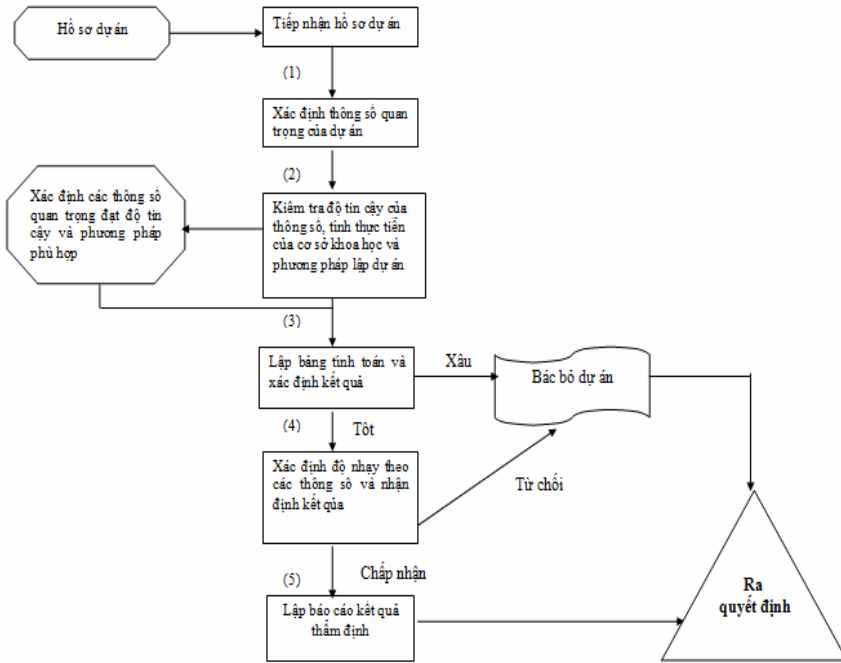 Hồ sơ dự án
Tiếp nhận hồ sơ dự án
(1)
Xác định thông số quan
trọng của dự án
(2)
Xác định các thông số
quan trọng đạt độ tin
cậy và phương pháp
phù hợp
Kiểm tra độ tin cậy của
thông số, tính thực tiễn
của cơ sở khoa học và
phương pháp lập dự án
(3)
Lập bảng tính toán và
xác định kết quả
Xấu
Bác bỏ dự án
(4)
Tốt
Xác định độ nhạy theo
các thông số và nhận
định kết qủa
Từ chối
(5)
Chấp nhận
Lập báo cáo kết quả
thẩm định
Ra
quyết định